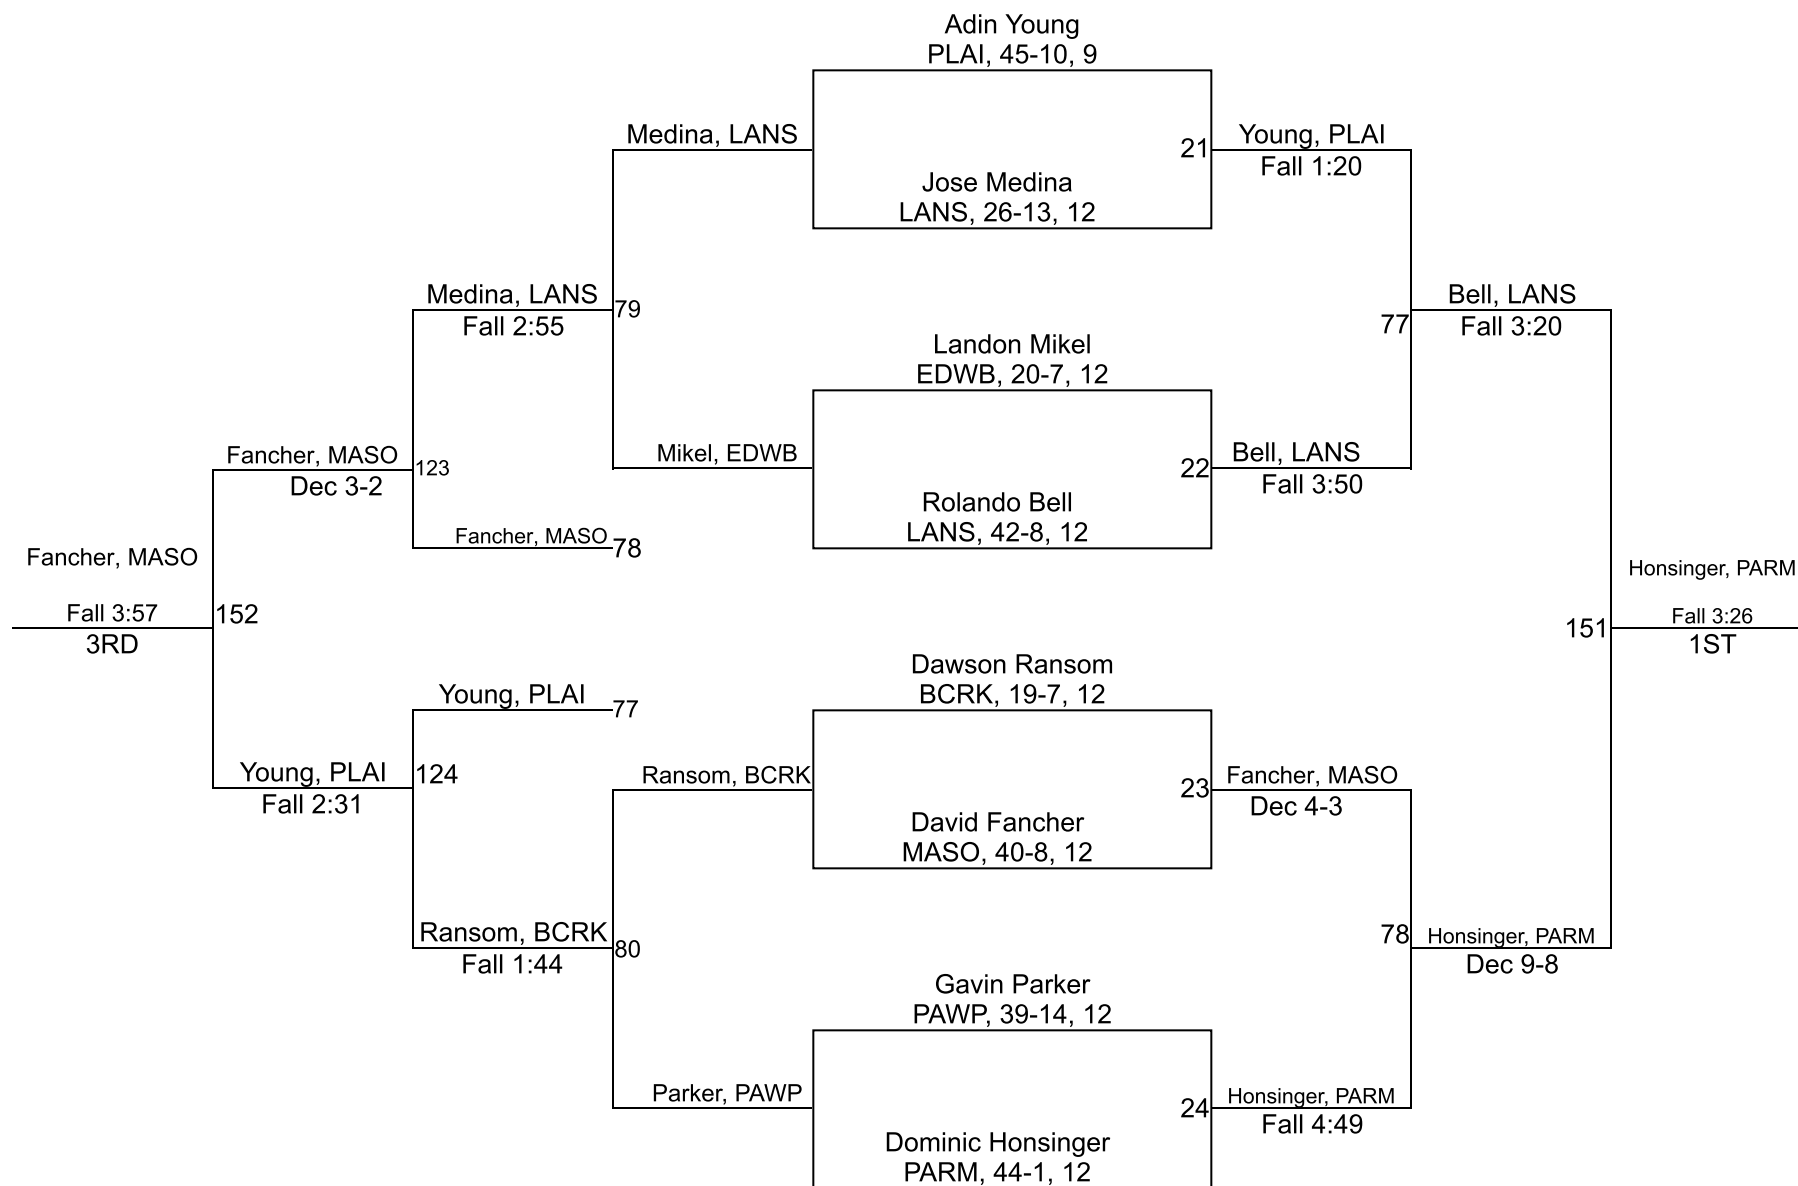 Adin Young
PLAI, 45-10, 9
Medina, LANS
21
Young, PLAI
Fall 1:20
Jose Medina
LANS, 26-13, 12
Medina, LANS
Fall 2:55
79
77
Bell, LANS
Fall 3:20
Landon Mikel
EDWB, 20-7, 12
Fancher, MASO
Dec 3-2
123
Mikel, EDWB
22
Bell, LANS
Fall 3:50
Rolando Bell
LANS, 42-8, 12
Fancher, MASO
78
Fancher, MASO
Fall 3:57
3RD
152
Honsinger, PARM
151
Fall 3:26
1ST
Dawson Ransom
BCRK, 19-7, 12
Young, PLAI
77
Young, PLAI
Fall 2:31
124
Ransom, BCRK
23
Fancher, MASO
Dec 4-3
David Fancher
MASO, 40-8, 12
Ransom, BCRK
Fall 1:44
80
78
Honsinger, PARM
Dec 9-8
Gavin Parker
PAWP, 39-14, 12
Parker, PAWP
24
Honsinger, PARM
Fall 4:49
Dominic Honsinger
PARM, 44-1, 12